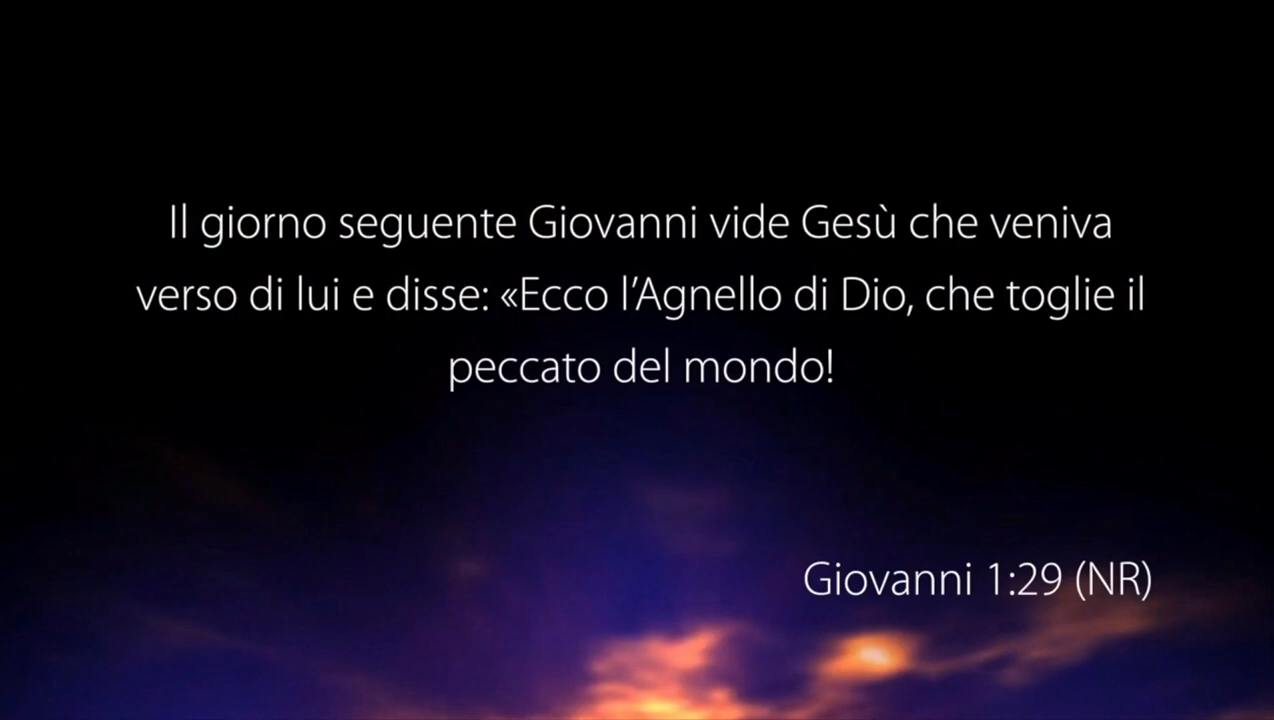 Il giorno seguente Giovanni vide Gesù che veniva
verso di lui e disse: «Ecco l’Agnello di Dio, che toglie il
peccato del mondo!
Giovanni 1:29 (NR)